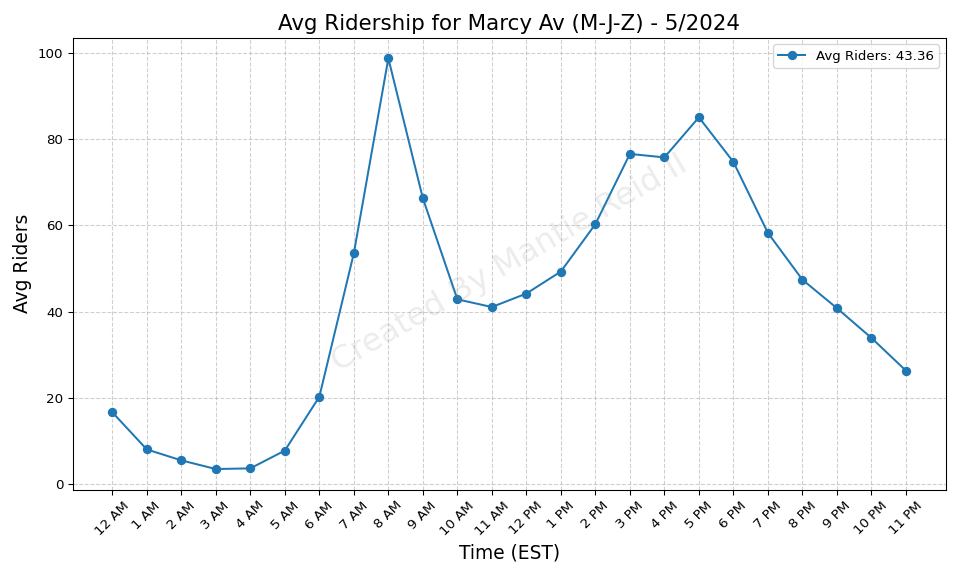 Avg Ridership for Marcy Av (M-J-Z) - 5/2024
Avg Riders: 43.36
100
80
60
40
20
0
Avg Riders
Created By Mantie Reid II
12 AM
1 AM
2 AM
3 AM
4 AM
5 AM
6 AM
7 AM
8 AM
9 AM
10 AM
11 AM
12 PM
1 PM
2 PM
3 PM
4 PM
5 PM
6 PM
7 PM
8 PM
9 PM
10 PM
11 PM
Time (EST)